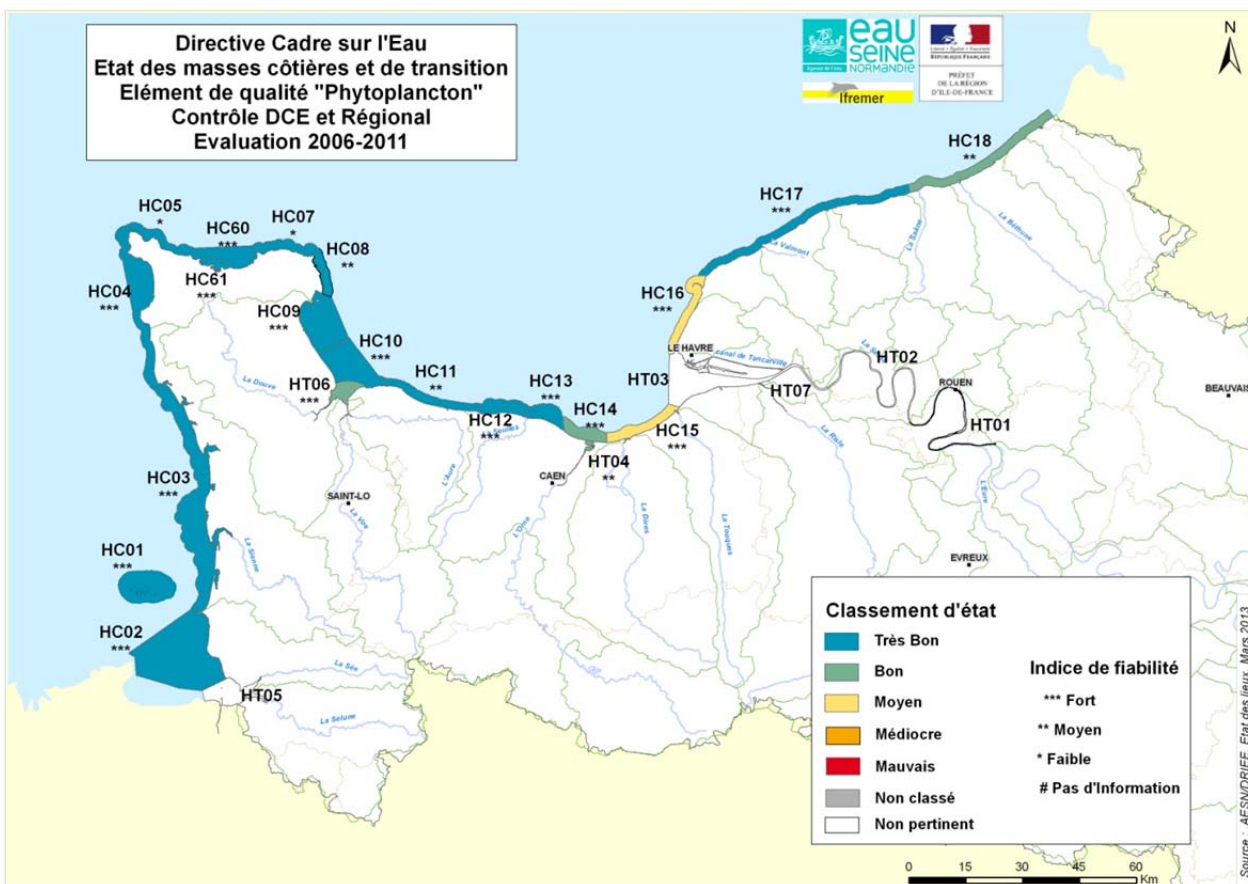 Directive Cadre sur l'Eau
Etat des masses côtières et de transition
Elément de qualité "Phytoplancton"
Contrôle DCE et Régional
Evaluation 2006-2011
eau
SEINE
NORMANDIE
Ifremer
RÉPUBLIQUE FRANÇAISE
PRÉFET
DE LA RÉGION
D'ILE-DE-FRANCE
N
HC18
**
HC17
***
La Saâne
La Béthune
La Valmont
HC05
*
HC60
***
HC07
*
HC08
**
HC61
***
HC04
***
HC09
***
HC10
***
HC16
***
LE HAVRE
canal de Tancarville
HT02
ROUEN
BEAUVAIS
La Douve
HT06
***
HC11
**
HC13
***
HC14
***
HT03
HT07
HT01
HC12
***
La Seulles
HC15
***
La Risle
L'Aure
CAEN
HT04
**
HC03
***
SAINT-LO
La Vire
L'Orne
La Dives
La Touques
L'Eure
La Sienne
EVREUX
HC01
***
HC02
***
La Sée
HT05
La Sélune
Classement d'état
Très Bon
Bon
Moyen
Médiocre
Mauvais
Non classé
Non pertinent
Indice de fiabilité
*** Fort
** Moyen
* Faible
# Pas d'Information
0 15 30 45 60
Km
Source : AESN/DRIEE, Etat des lieux, Mars 2013